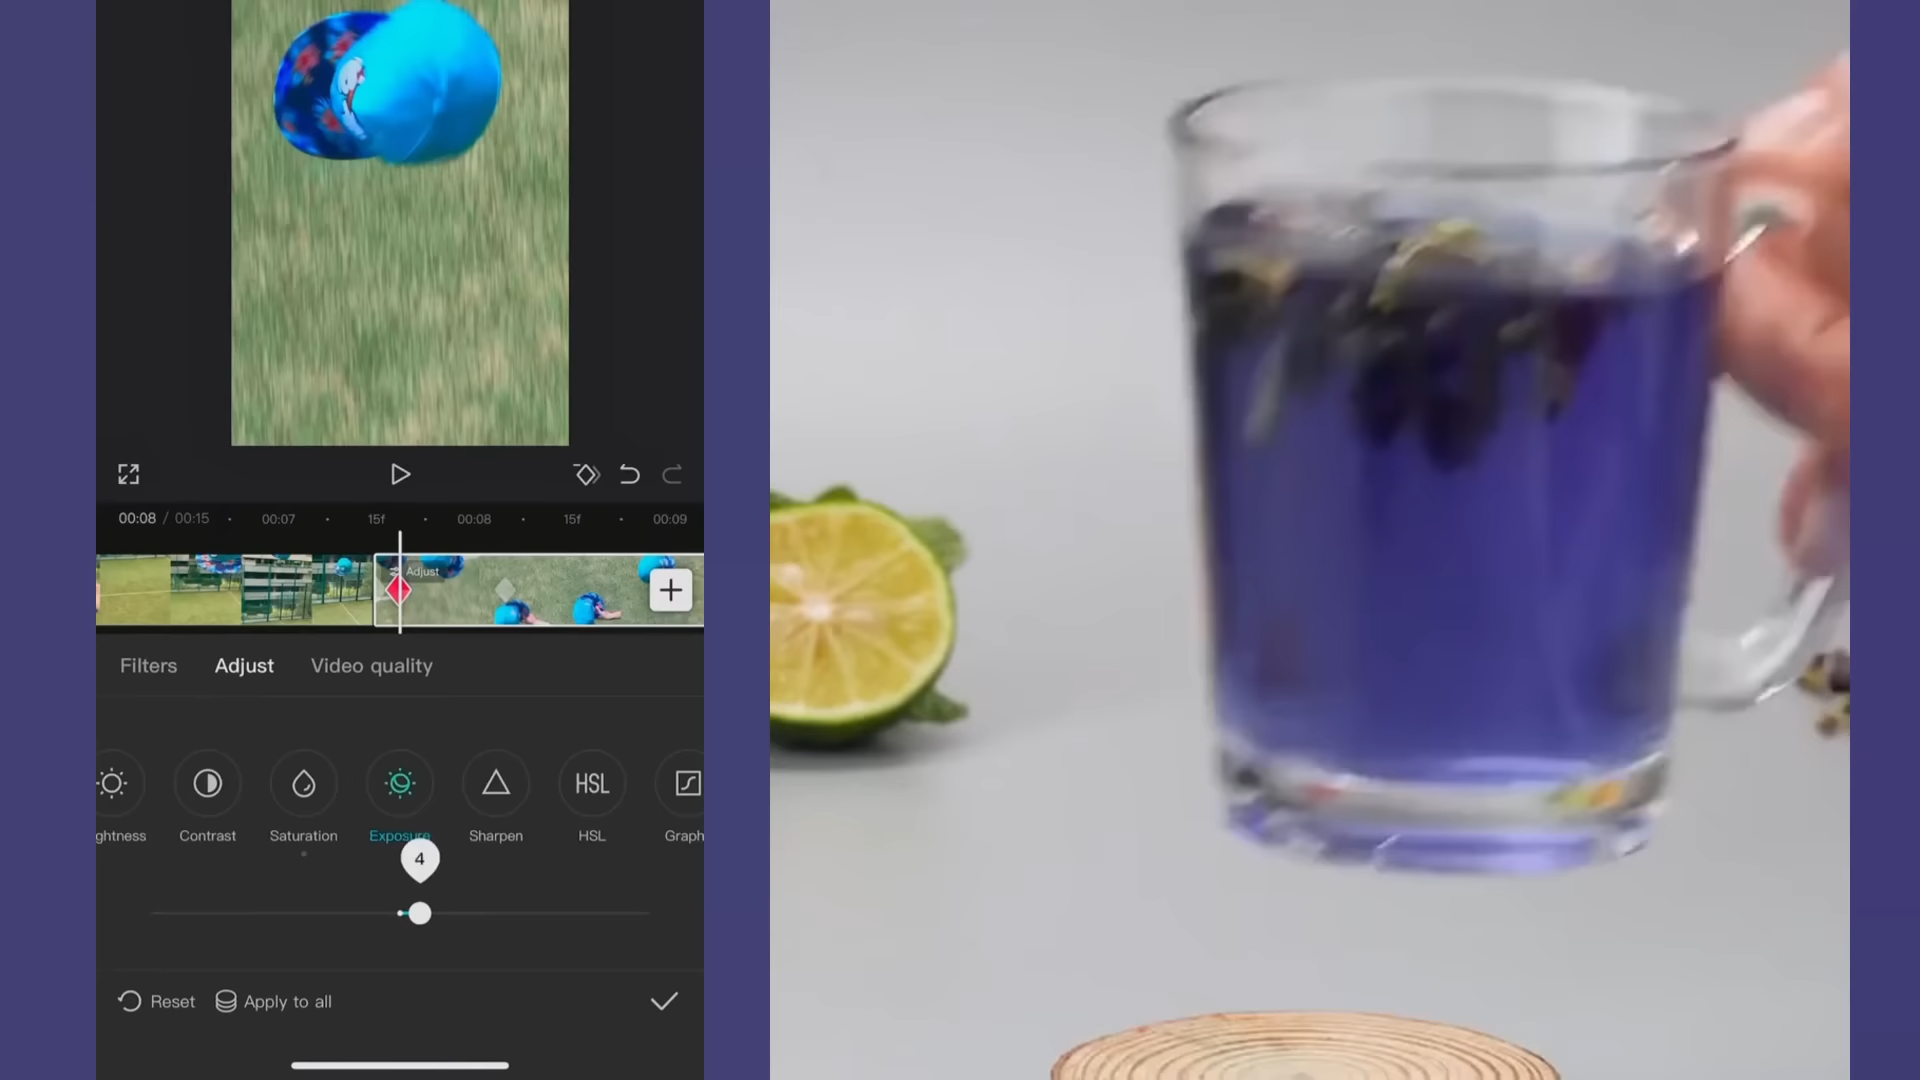 00:08 / 00:15 00:07 15f 00:08 15f 00:09
Adjust
Filters Adjust Video quality
HSL
ghtness Contrast Saturation Exposure Sharpen HSL Graph
4
Reset Apply to all